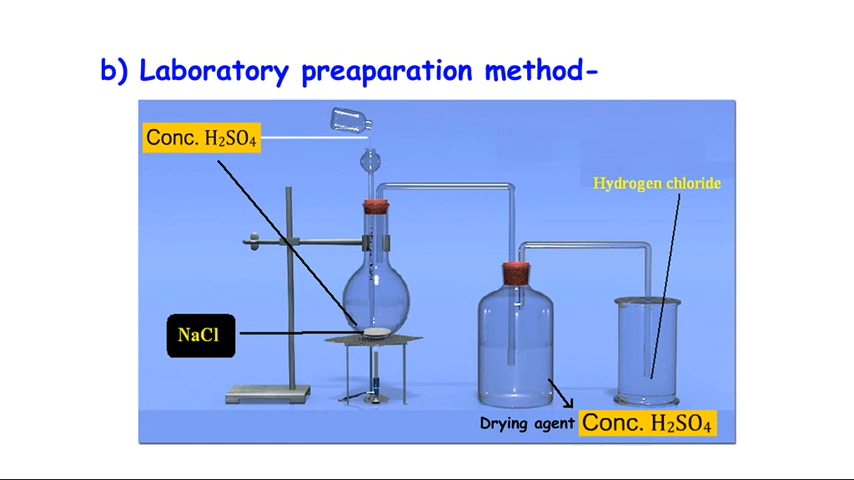 b) Laboratory preaparation method-
Conc. H₂SO₄
Hydrogen chloride
NaCl
Drying agent Conc. H₂SO₄